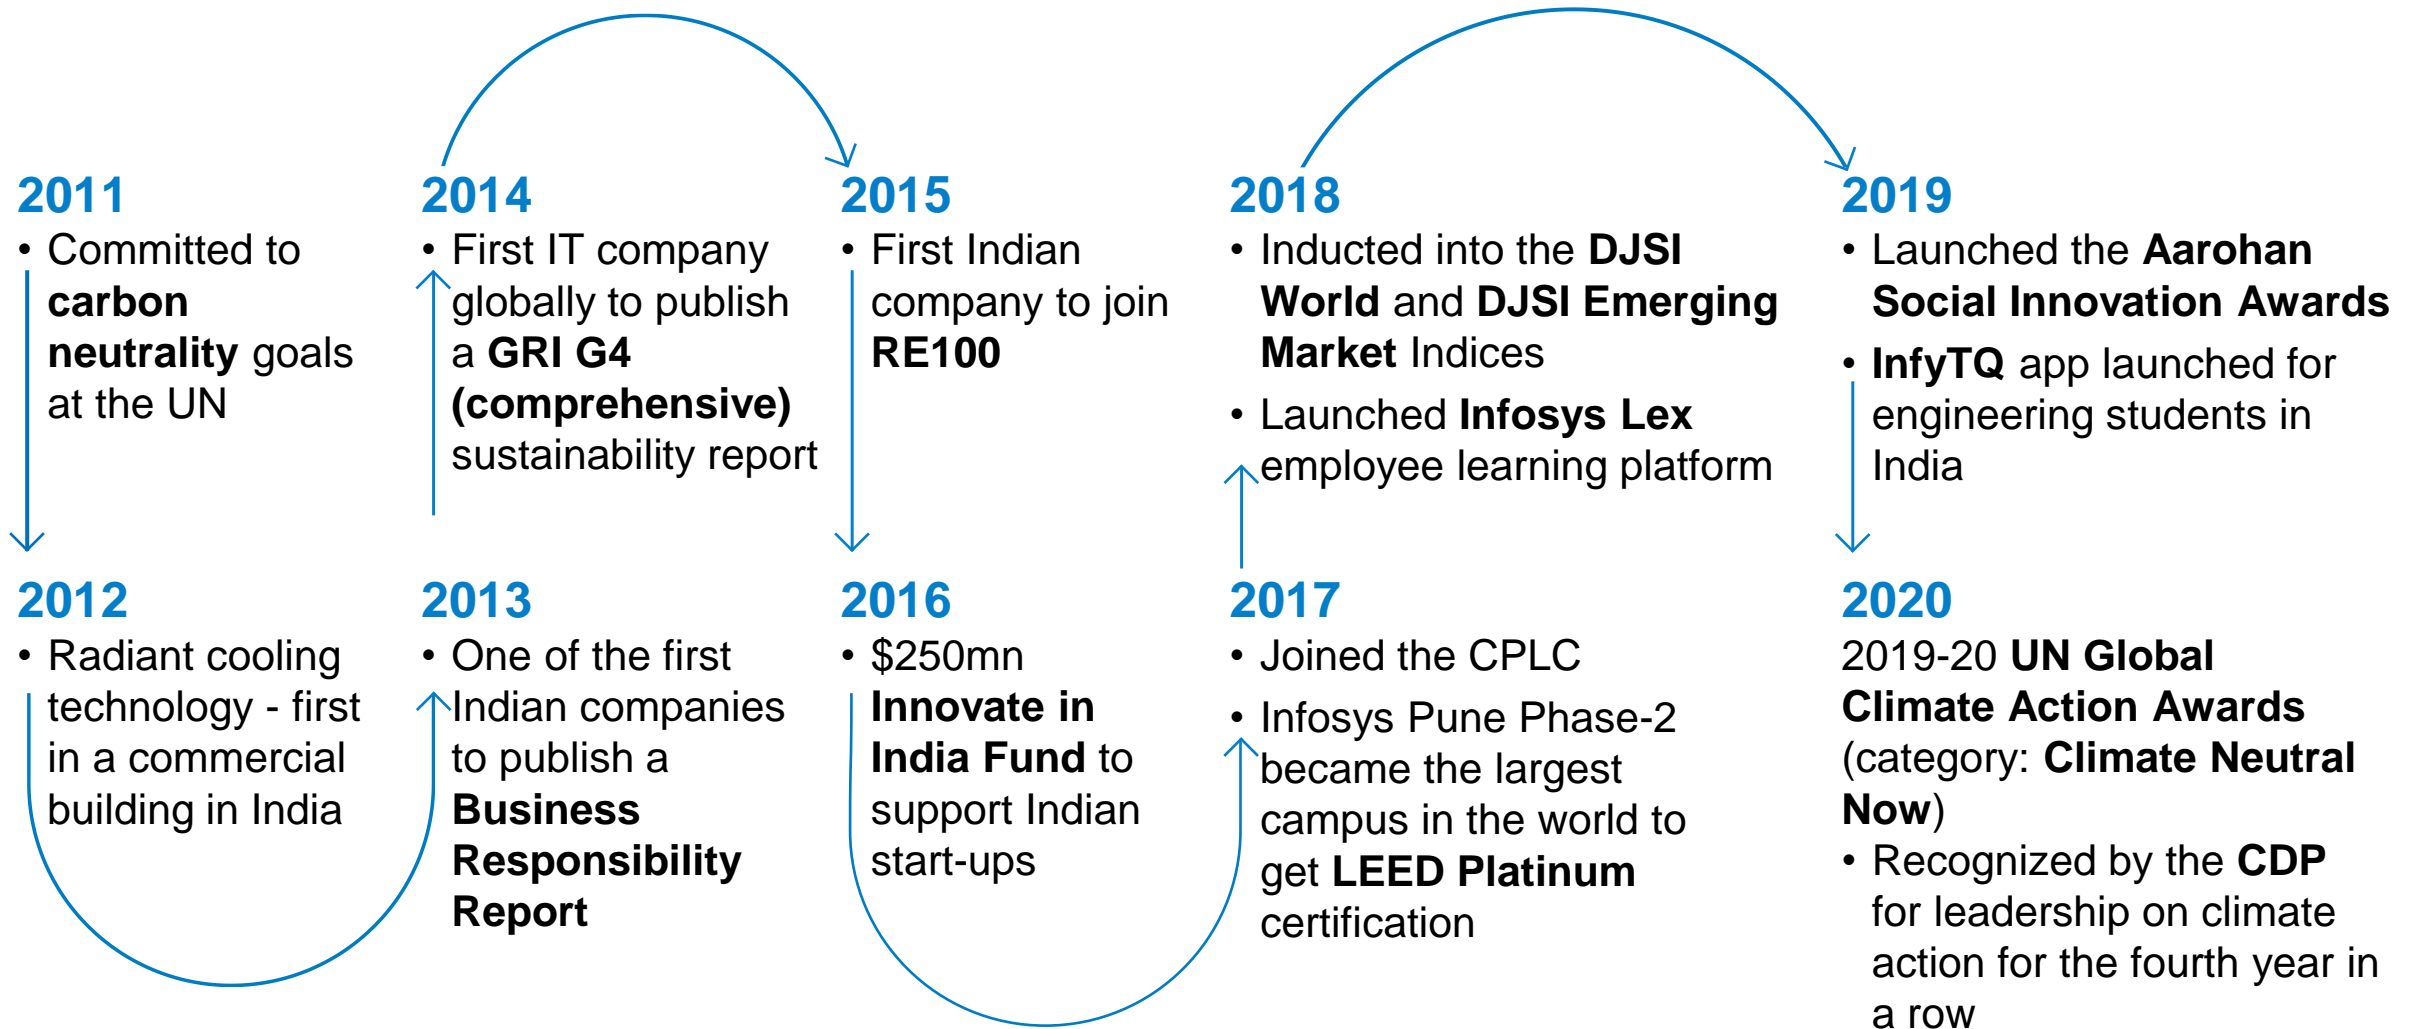 2011
• Committed to
carbon
neutrality goals
at the UN
2012
• Radiant cooling
technology - first
in a commercial
building in India
2013
• One of the first
Indian companies
to publish a
Business
Responsibility
Report
2014
• First IT company
globally to publish
a GRI G4
(comprehensive)
sustainability report
2015
• First Indian
company to join
RE100
2016
• $250mn
Innovate in
India Fund to
support Indian
start-ups
2017
• Joined the CPLC
• Infosys Pune Phase-2
became the largest
campus in the world to
get LEED Platinum
certification
2018
• Inducted into the DJSI
World and DJSI Emerging
Market Indices
• Launched Infosys Lex
employee learning platform
2019
• Launched the Aarohan
Social Innovation Awards
• InfyTQ app launched for
engineering students in
India
2020
2019-20 UN Global
Climate Action Awards
(category: Climate Neutral
Now)
• Recognized by the CDP
for leadership on climate
action for the fourth year in
a row